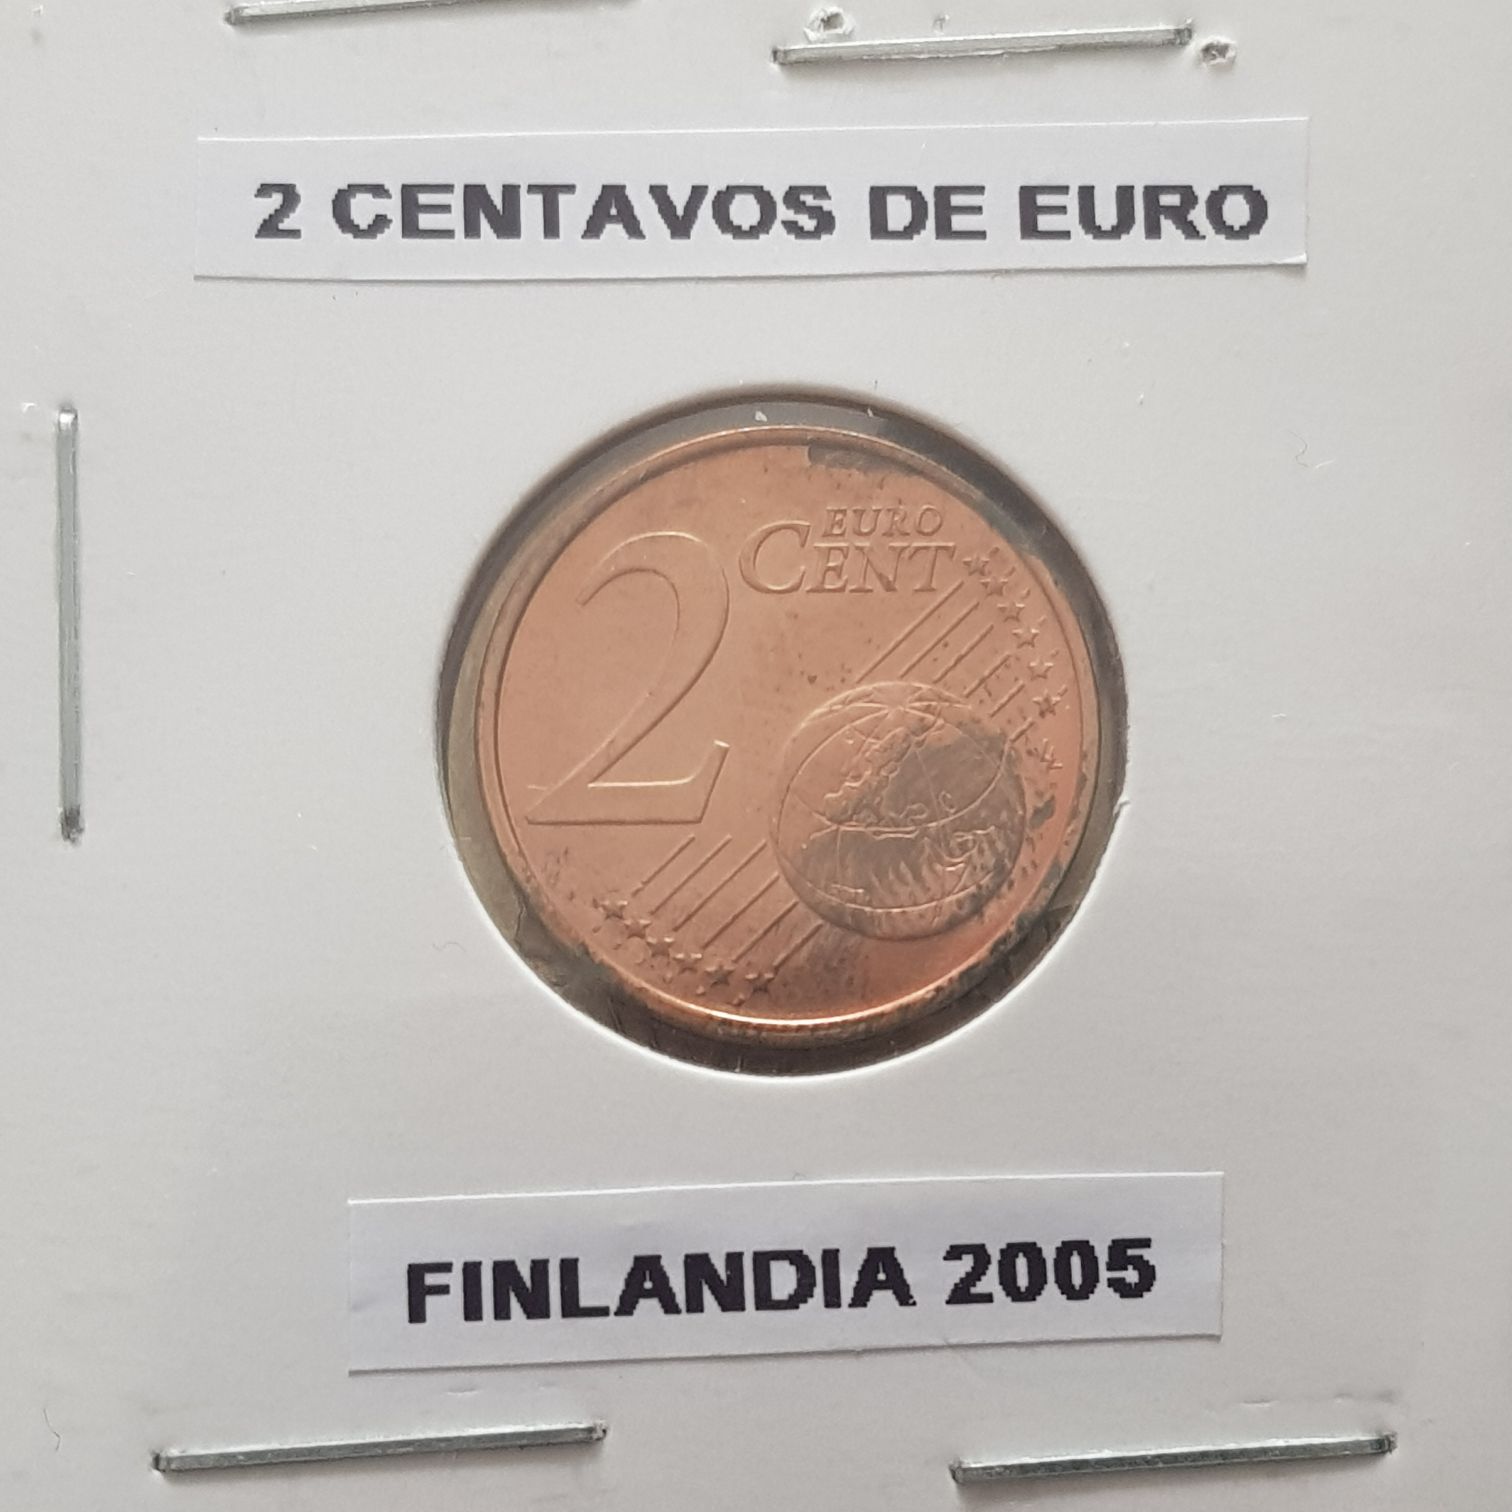 2 CENTAVOS DE EURO
2 EURO
CENT
FINLANDIA 2005